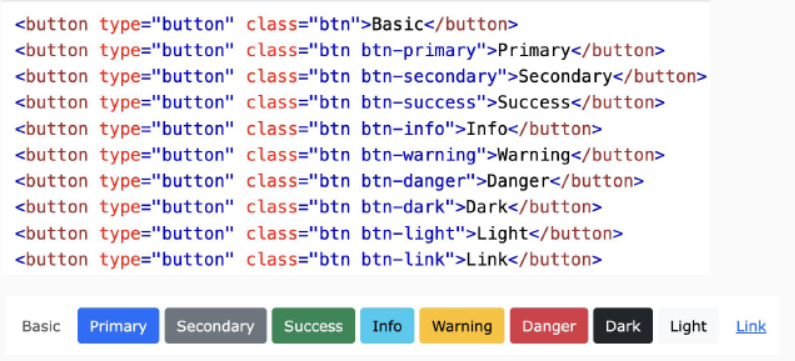 <button type="button" class="btn">Basic</button>
<button type="button" class="btn btn-primary">Primary</button>
<button type="button" class="btn btn-secondary">Secondary</button>
<button type="button" class="btn btn-success">Success</button>
<button type="button" class="btn btn-info">Info</button>
<button type="button" class="btn btn-warning">Warning</button>
<button type="button" class="btn btn-danger">Danger</button>
<button type="button" class="btn btn-dark">Dark</button>
<button type="button" class="btn btn-light">Light</button>
<button type="button" class="btn btn-link">Link</button>
Basic Primary Secondary Success Info Warning Danger Dark Light Link